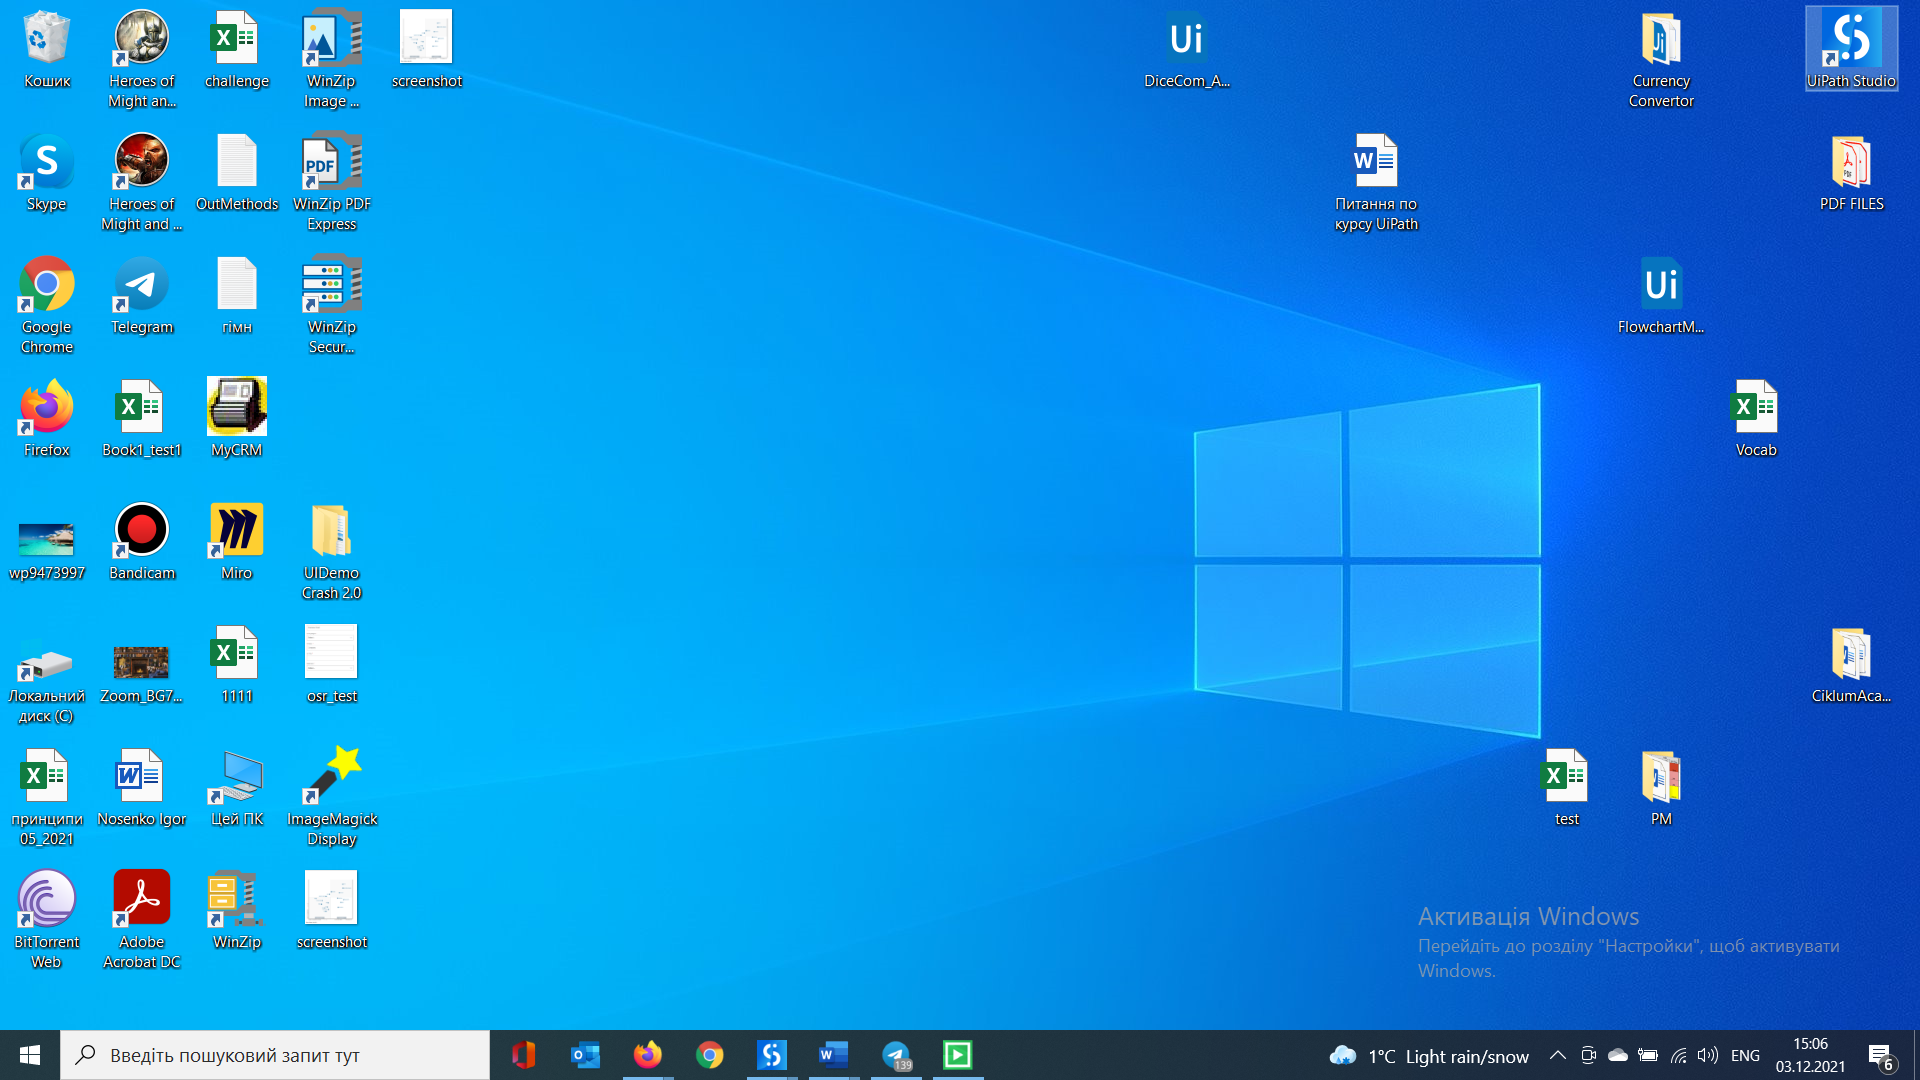 Кошик
Heroes of
Might an...
challenge
WinZip
Image ...
screenshot
DiceCom_A...
Currency
Convertor
UiPath Studio
Skype
Heroes of
Might and ...
OutMethods
WinZip PDF
Express
Питання по
курсу UiPath
PDF FILES
Google
Chrome
Telegram
гімн
WinZip
Secur...
FlowchartM...
Firefox
Book1_test1
MyCRM
Vocab
wp9473997
Bandicam
Miro
UIDemo
Crash 2.0
Локальний
диск (C)
Zoom_BG7...
1111
osr_test
CiklumAca...
принципи
05_2021
Nosenko Igor
Цей ПК
ImageMagick
Display
test
PM
BitTorrent
Web
Adobe
Acrobat DC
WinZip
screenshot
Активація Windows
Перейдіть до розділу "Настройки", щоб активувати
Windows.
Введіть пошуковий запит тут
139
1°C Light rain/snow
ENG
15:06
03.12.2021
6